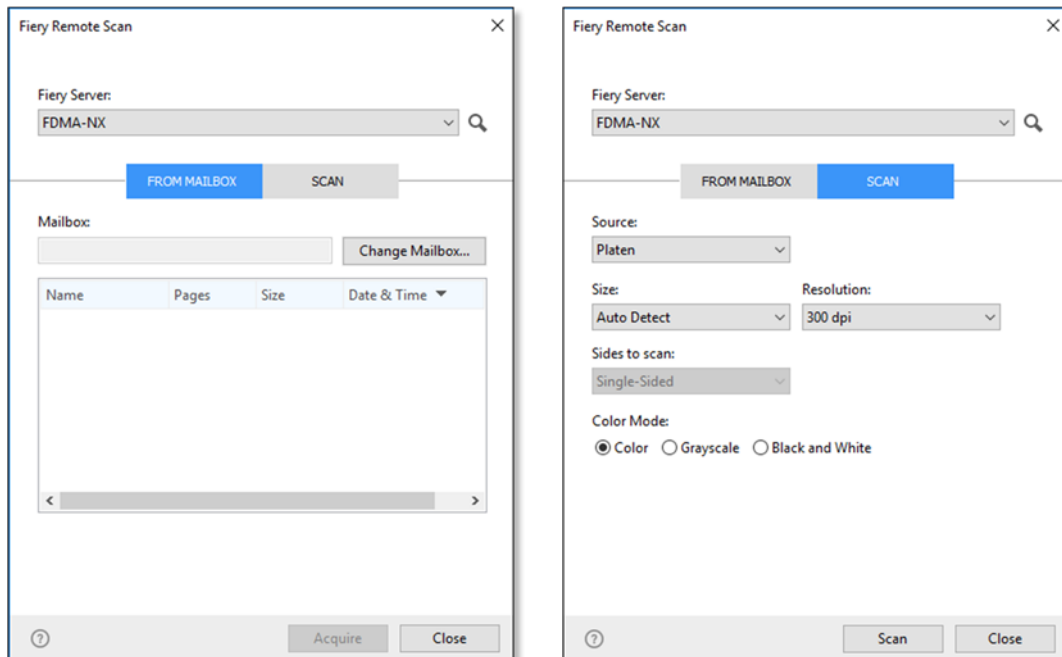 Fiery Remote Scan
Fiery Server:
FDMA-NX
FROM MAILBOX SCAN
Mailbox:
Change Mailbox...
Name Pages Size Date & Time
Acquire Close
Fiery Remote Scan
Fiery Server:
FDMA-NX
FROM MAILBOX SCAN
Source:
Platen
Size: Resolution:
Auto Detect 300 dpi
Sides to scan:
Single-Sided
Color Mode:
Color Grayscale Black and White
Scan Close